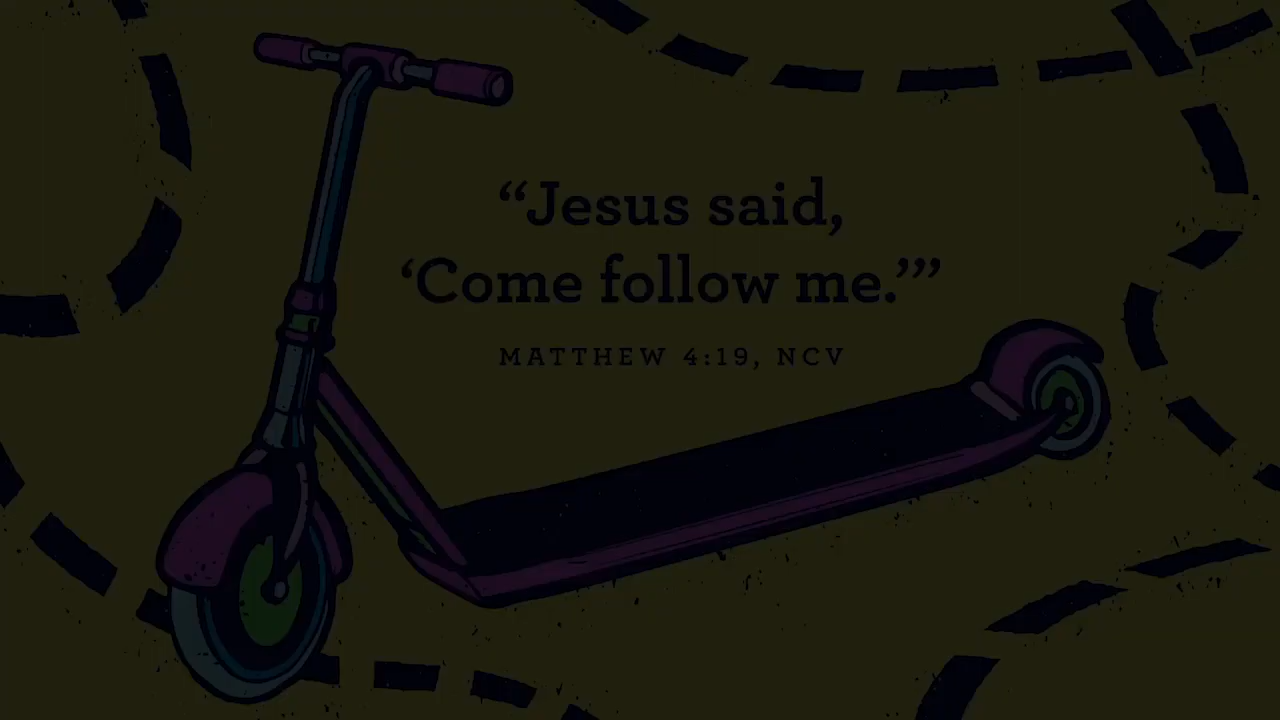 “Jesus said,
‘Come follow me.’”
MATTHEW 4:19, NCV